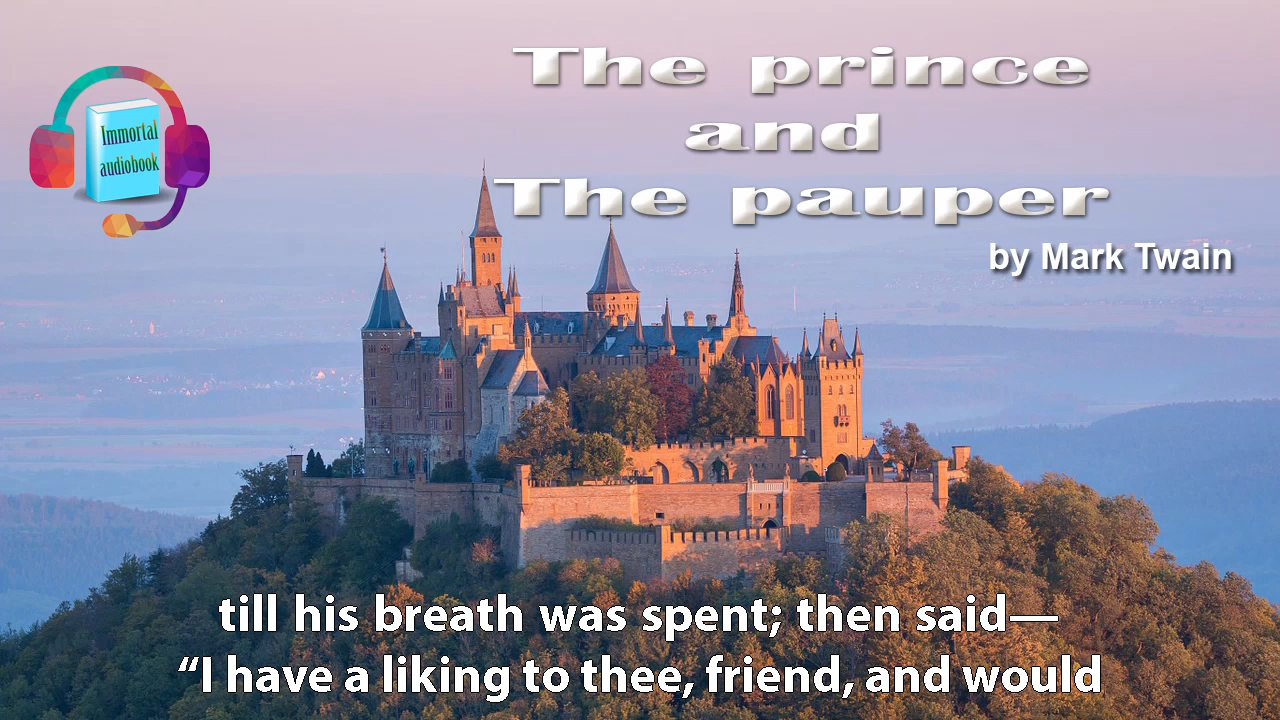 The prince
and
The pauper
by Mark Twain
Immortal
audiobook
till his breath was spent; then said—
“I have a liking to thee, friend, and would